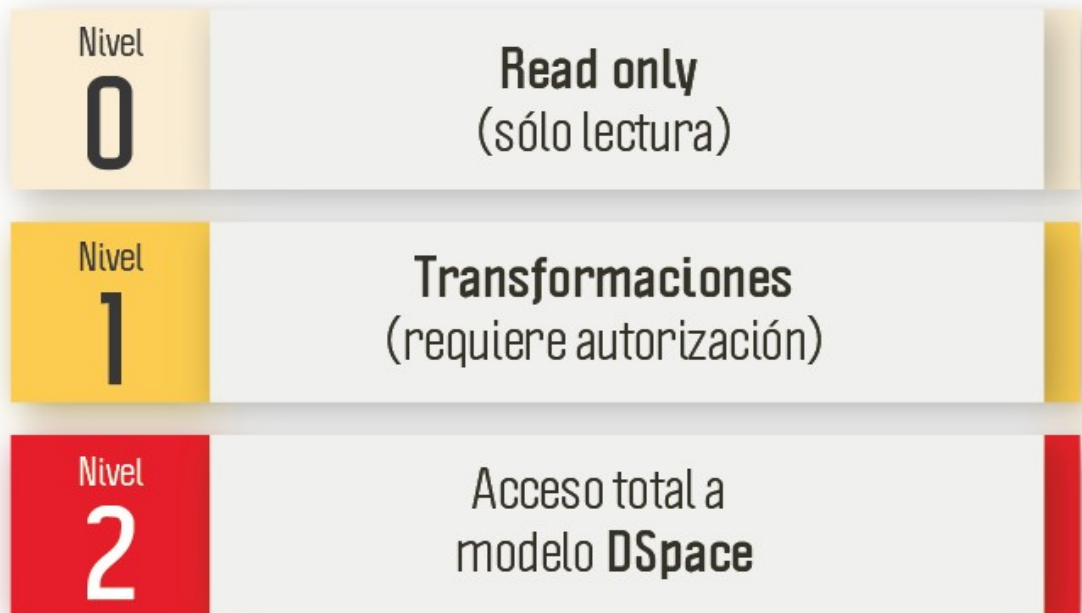 Nivel
0
Read only
(sólo lectura)
Nivel
1
Transformaciones
(requiere autorización)
Nivel
2
Acceso total a
modelo DSpace